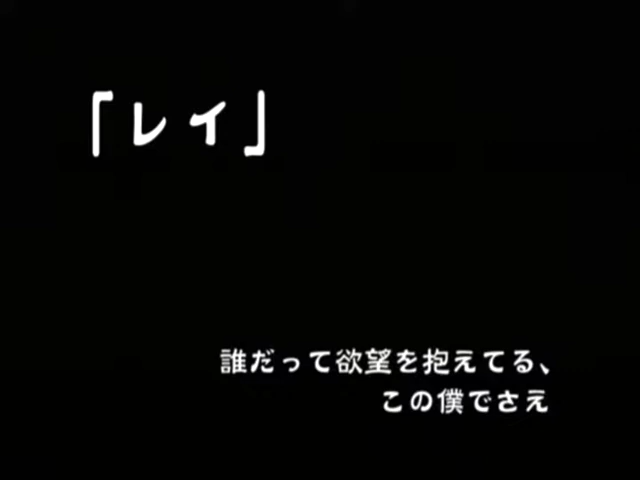 「レイ」
誰だって欲望を抱えてる、
この僕でさえ